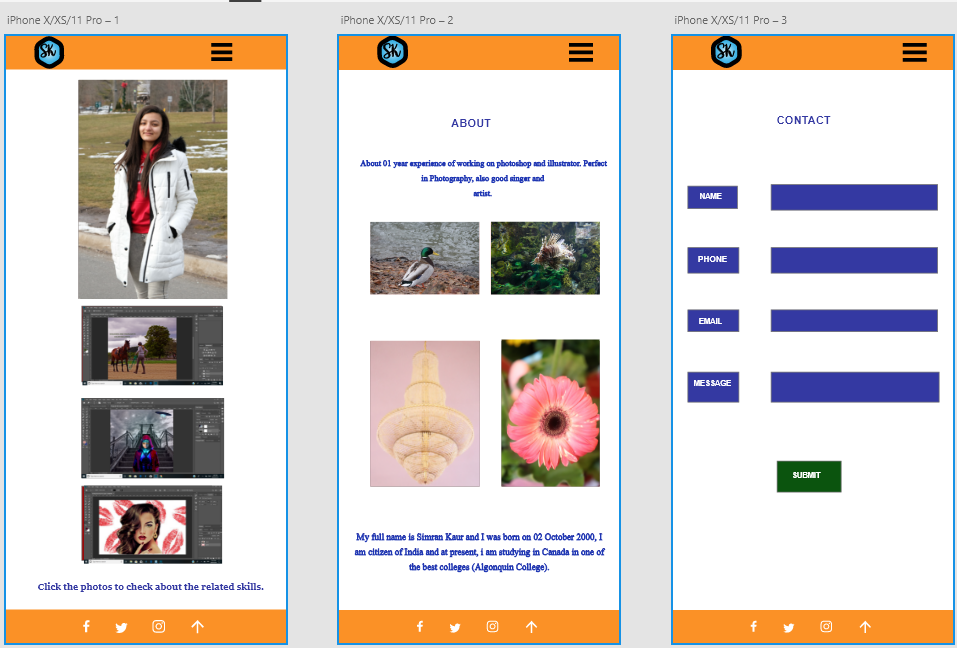 iPhone X/XS/11 Pro – 1
Sk
Click the photos to check about the related skills.
iPhone X/XS/11 Pro – 2
Sk
ABOUT
About 01 year experience of working on photoshop and illustrator. Perfect
in Photography, also good singer and
artist.
My full name is Simran Kaur and I was born on 02 October 2000, I
am citizen of India and at present, i am studying in Canada in one of
the best colleges (Algonquin College).
iPhone X/XS/11 Pro – 3
Sk
CONTACT
NAME
PHONE
EMAIL
MESSAGE
SUBMIT